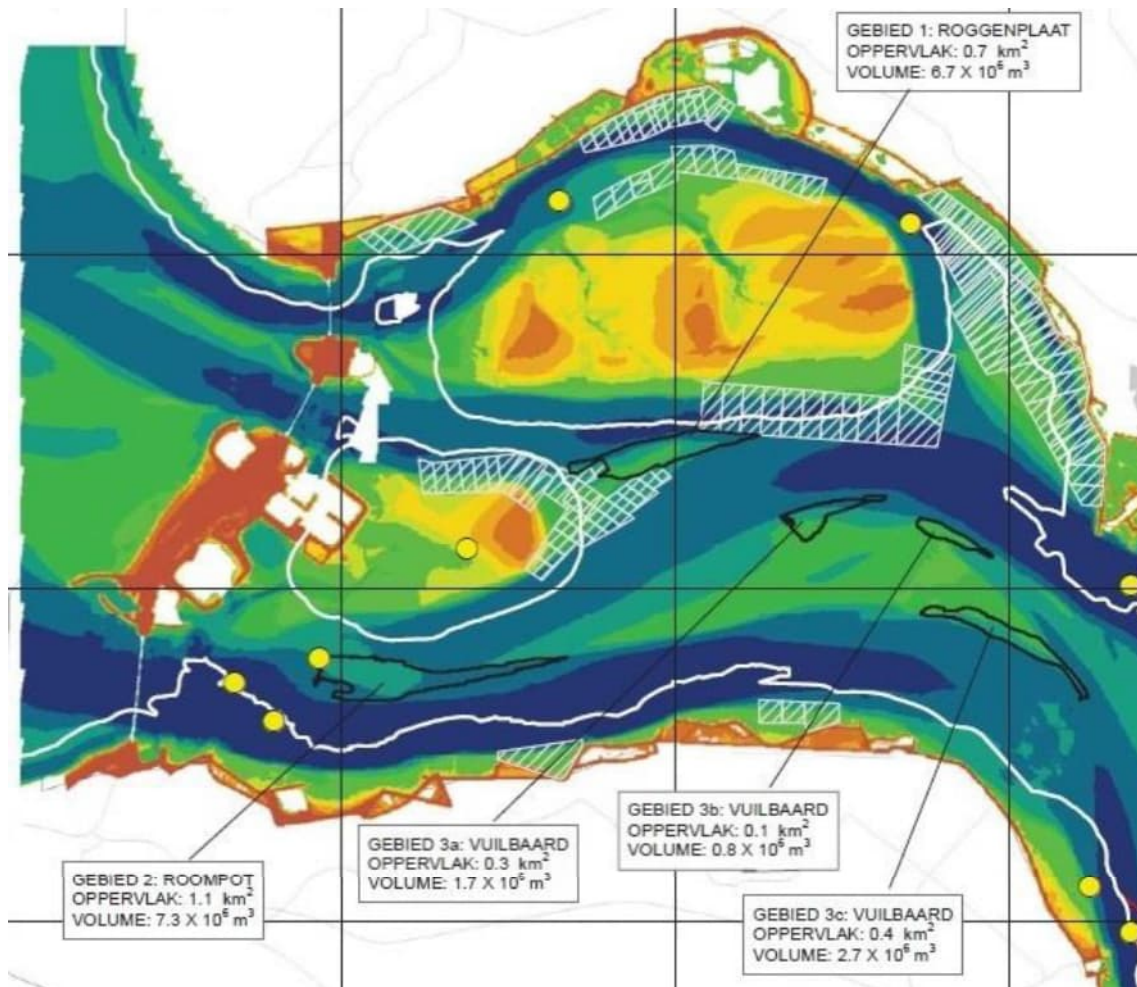 GEBIED 1: ROGGENPLAAT
OPPERVLAK: 0.7 km²
VOLUME: 6.7 X 10⁶ m³
GEBIED 3b: VUILBAARD
OPPERVLAK: 0.1 km²
VOLUME: 0.8 X 10⁶ m³
GEBIED 3a: VUILBAARD
OPPERVLAK: 0.3 km²
VOLUME: 1.7 X 10⁶ m³
GEBIED 2: ROOMPOT
OPPERVLAK: 1.1 km²
VOLUME: 7.3 X 10⁶ m³
GEBIED 3c: VUILBAARD
OPPERVLAK: 0.4 km²
VOLUME: 2.7 X 10⁶ m³